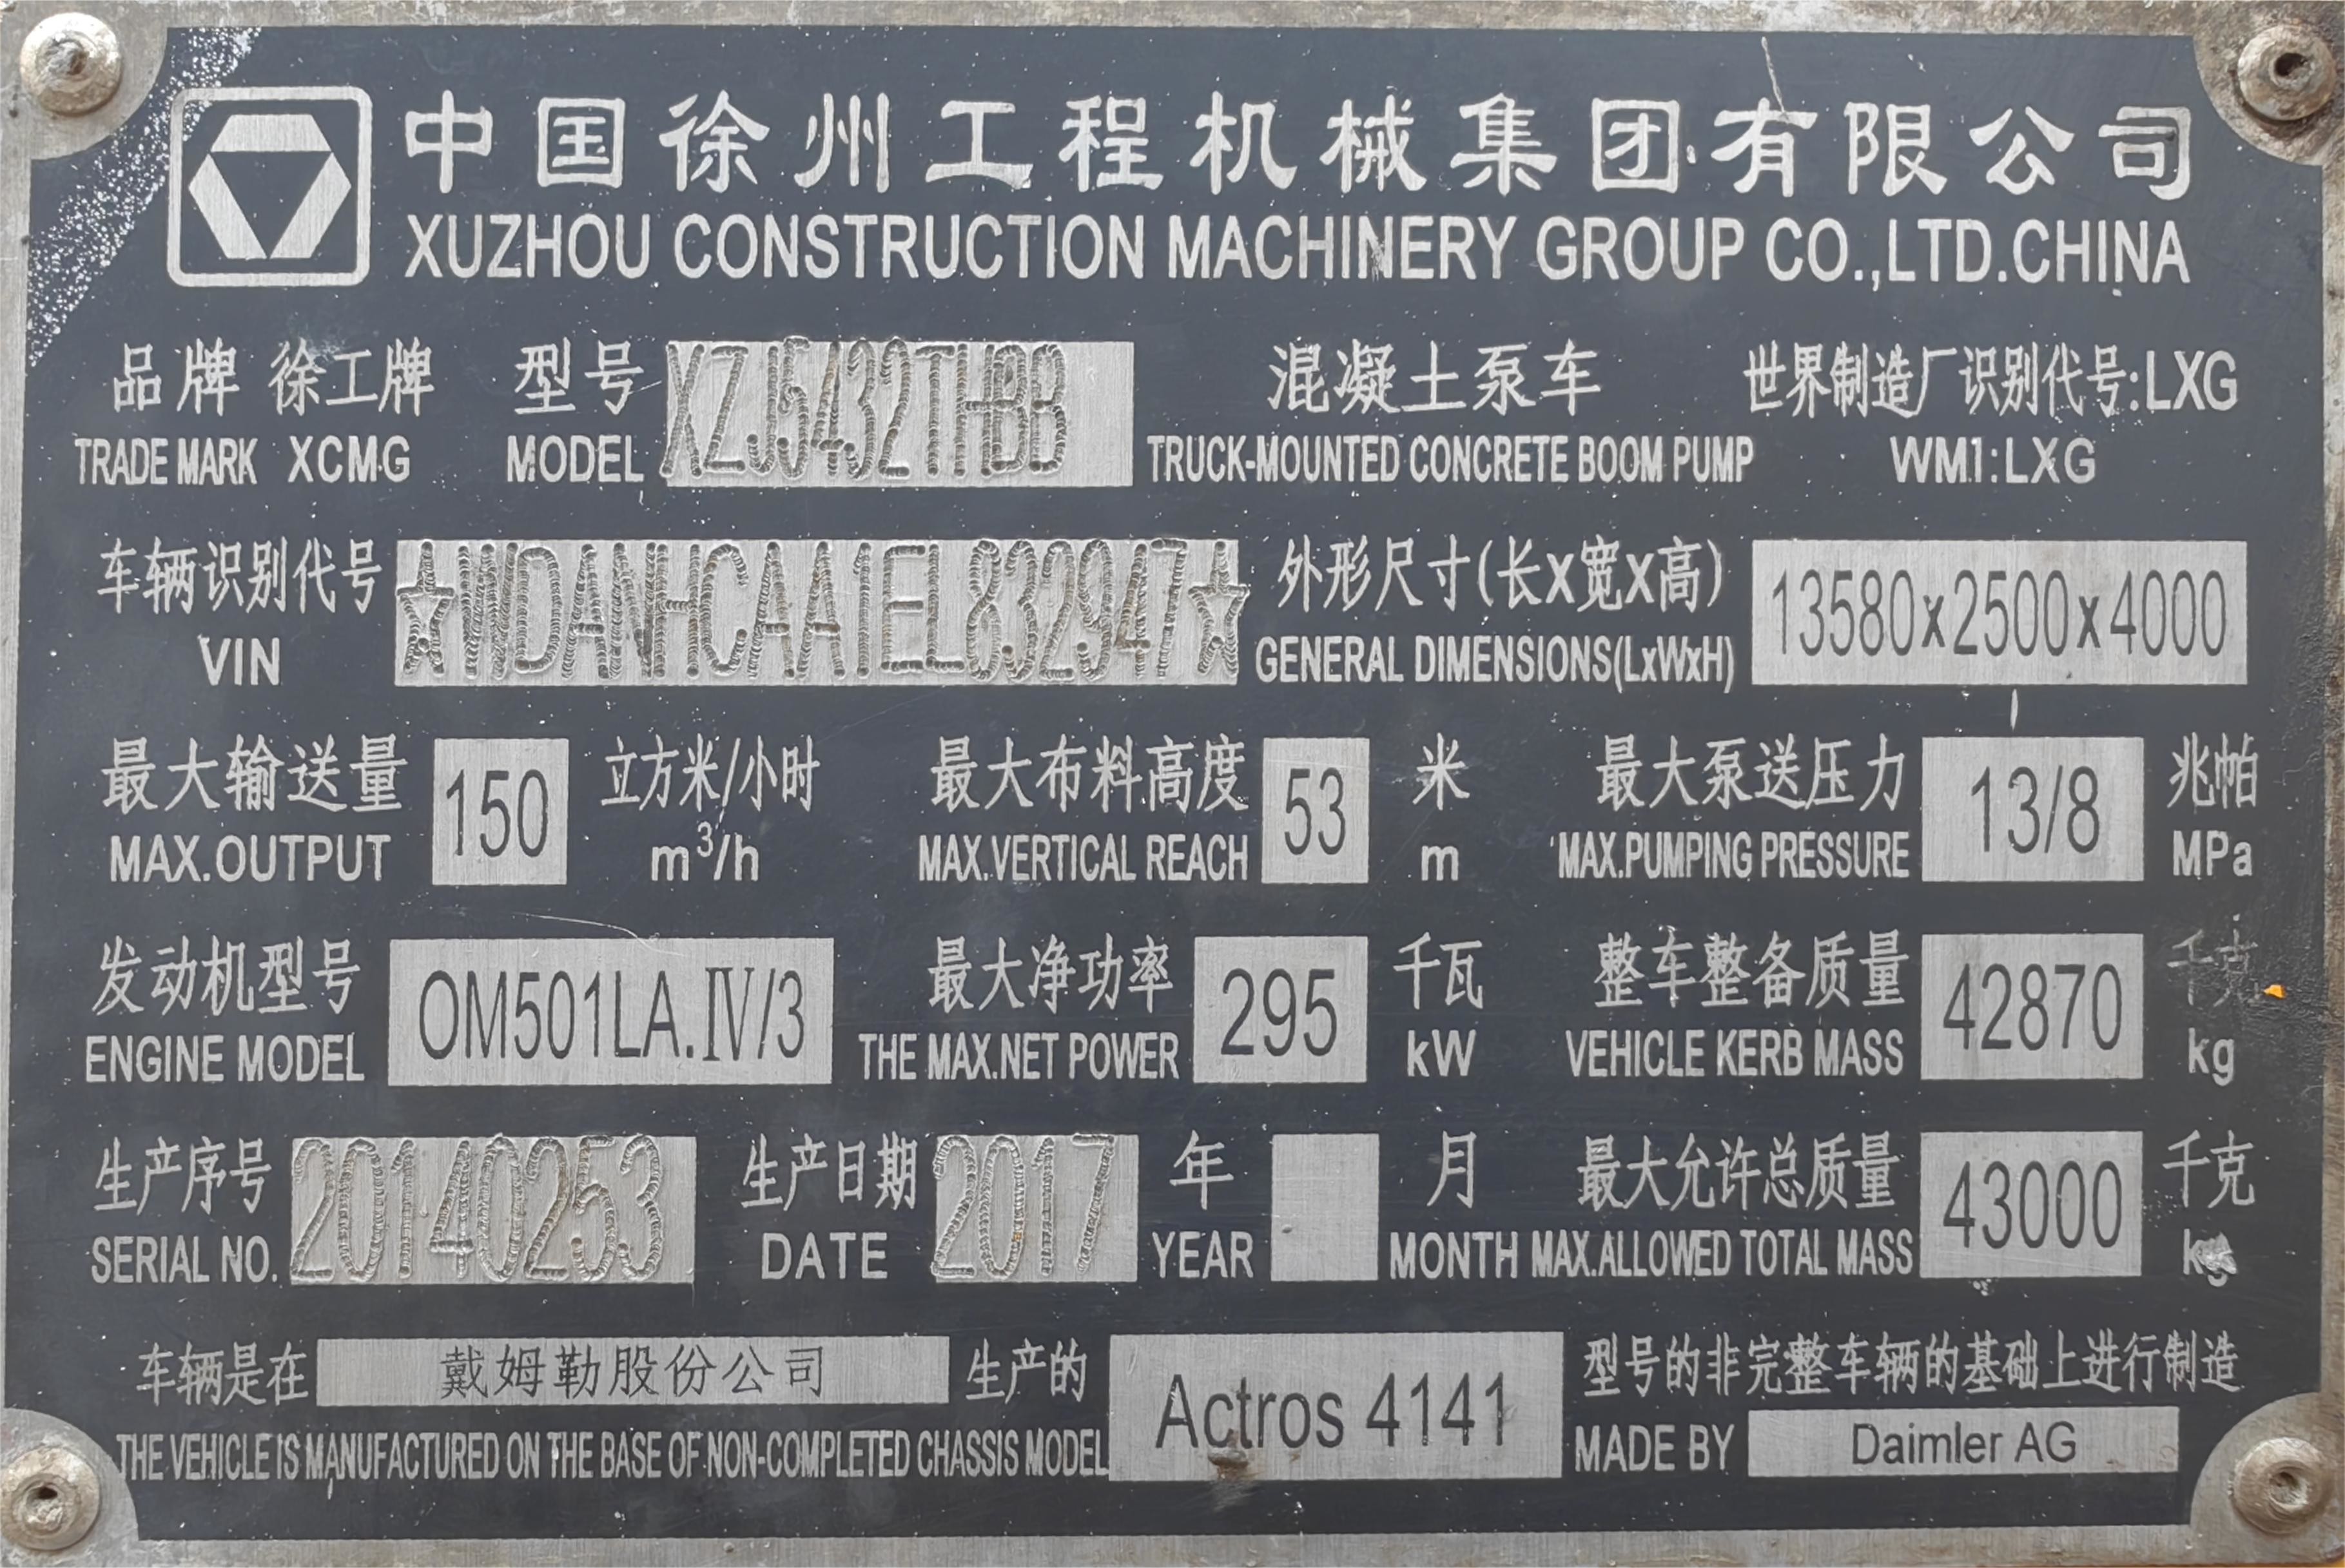 中国徐州工程机械集团有限公司
XUZHOU CONSTRUCTION MACHINERY GROUP CO.,LTD.CHINA
品牌 徐工牌 型号 XZJ5432THBB 混凝土泵车 世界制造厂识别代号:LXG
TRADE MARK XCMG MODEL TRUCK-MOUNTED CONCRETE BOOM PUMP WM1:LXG
车辆识别代号 ☆WDANHCAA1EL832947☆ 外形尺寸(长X宽X高) 13580x2500x4000
VIN GENERAL DIMENSIONS(LxWxH)
最大输送量 150 立方米/小时 最大布料高度 53 米 最大泵送压力 13/8 兆帕
MAX.OUTPUT m³/h MAX.VERTICAL REACH m MAX.PUMPING PRESSURE MPa
发动机型号 OM501LA.Ⅳ/3 最大净功率 295 千瓦 整车整备质量 42870 千克
ENGINE MODEL THE MAX.NET POWER kW VEHICLE KERB MASS kg
生产序号 20140253 生产日期 2017 年 月 最大允许总质量 43000 千克
SERIAL NO. DATE YEAR MONTH MAX.ALLOWED TOTAL MASS kg
车辆是在 戴姆勒股份公司 生产的 Actros 4141 型号的非完整车辆的基础上进行制造
THE VEHICLE IS MANUFACTURED ON THE BASE OF NON-COMPLETED CHASSIS MODEL MADE BY Daimler AG